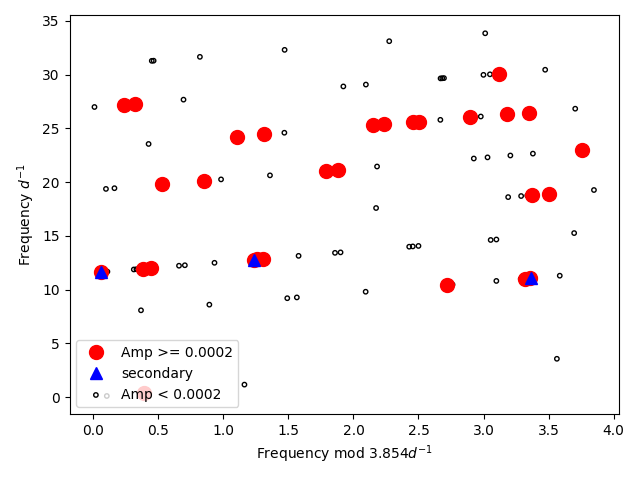 35
30
25
20
15
10
5
0
Frequency d⁻¹
Amp >= 0.0002
secondary
Amp < 0.0002
0.0 0.5 1.0 1.5 2.0 2.5 3.0 3.5 4.0
Frequency mod 3.854d⁻¹